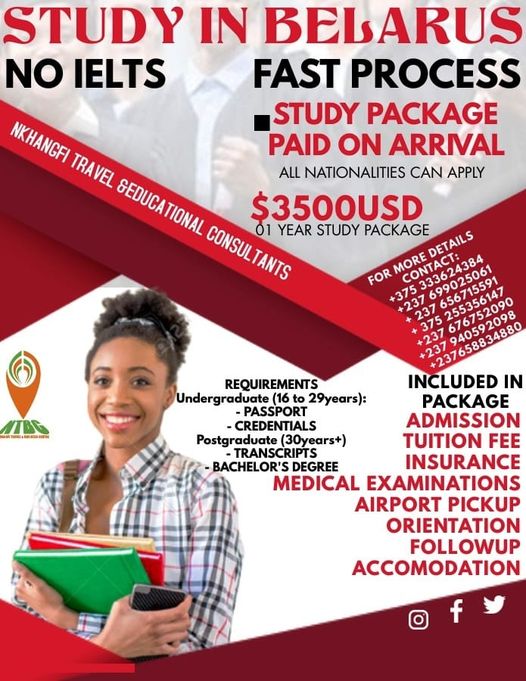 STUDY IN BELARUS
NO IELTS
FAST PROCESS
STUDY PACKAGE
PAID ON ARRIVAL
ALL NATIONALITIES CAN APPLY
NKHANGFI TRAVEL &EDUCATIONAL CONSULTANTS
$3500USD
01 YEAR STUDY PACKAGE
FOR MORE DETAILS
CONTACT:
+375 333624384
+237 699025061
+ 237 656715591
+ 375 255356147
+237 676752090
+237 940592098
+237658834880
NTEG
REQUIREMENTS
Undergraduate (16 to 29years):
- PASSPORT
- CREDENTIALS
Postgraduate (30years+)
- TRANSCRIPTS
- BACHELOR'S DEGREE
INCLUDED IN
PACKAGE
ADMISSION
TUITION FEE
INSURANCE
MEDICAL EXAMINATIONS
AIRPORT PICKUP
ORIENTATION
FOLLOWUP
ACCOMODATION